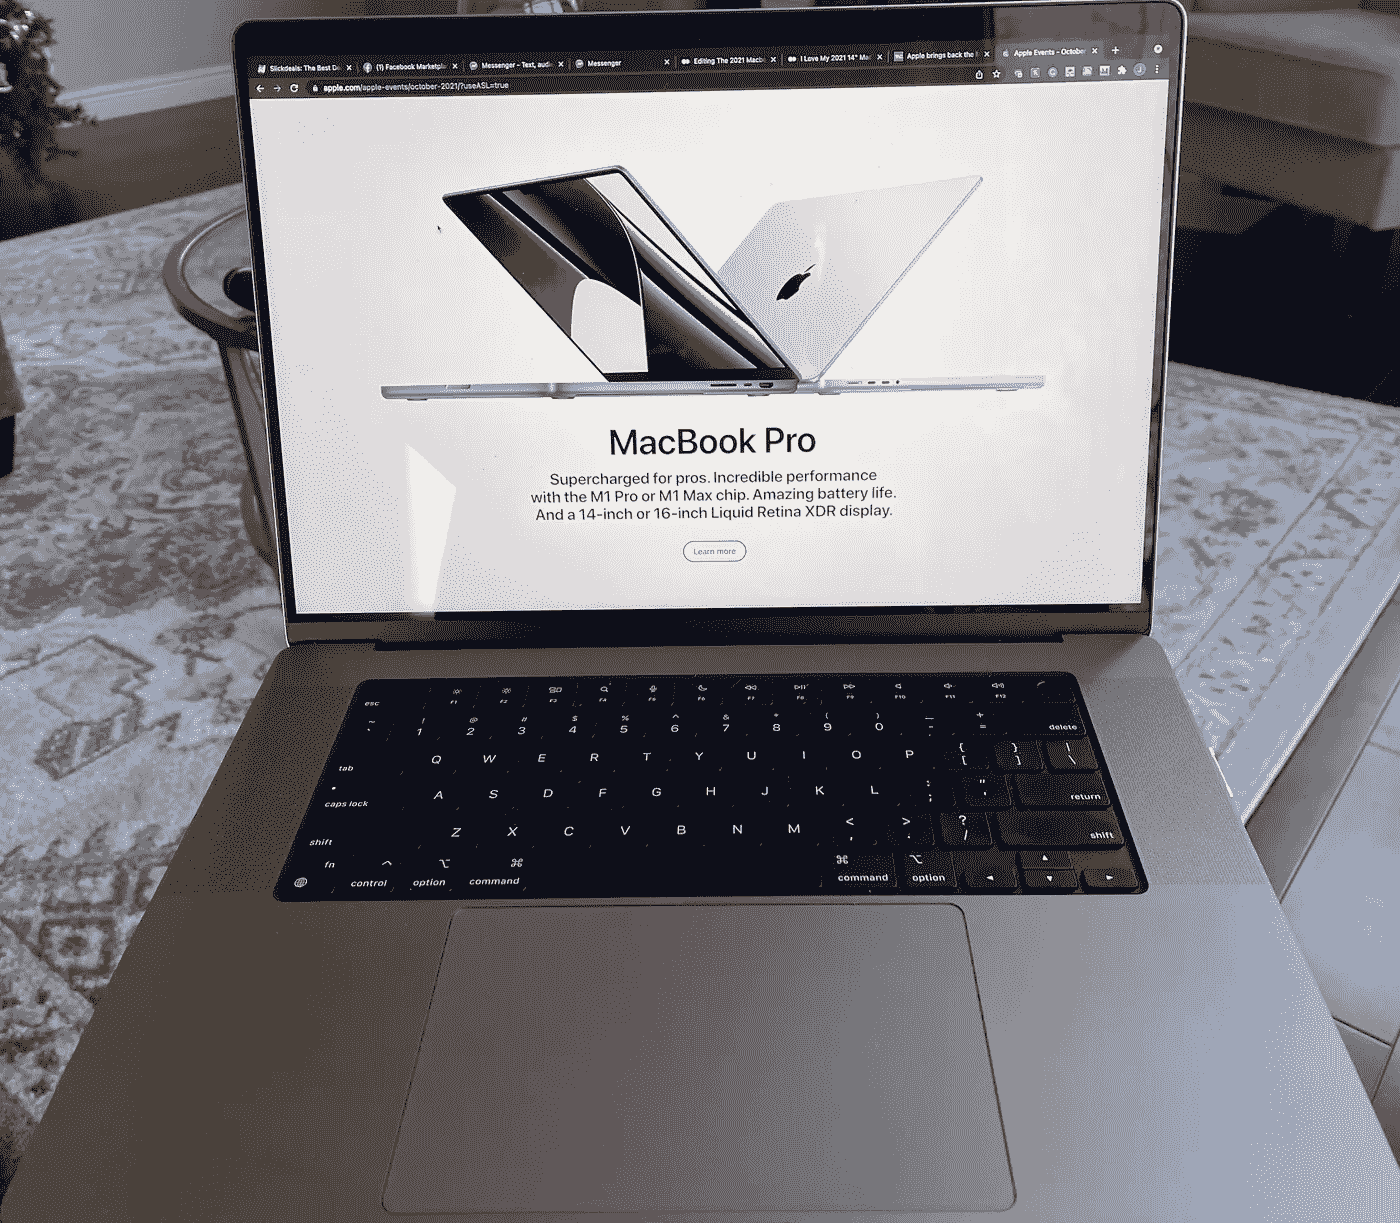 Slickdeals: The Best De
(1) Facebook Marketpla
Messenger - Text, audi
Messenger
Editing The 2021 Macbo
I Love My 2021 14" Ma
Apple brings back the
Apple Events - October
apple.com/apple-events/october-2021/?useASL=true
MacBook Pro
Supercharged for pros. Incredible performance
with the M1 Pro or M1 Max chip. Amazing battery life.
And a 14-inch or 16-inch Liquid Retina XDR display.
Learn more
esc F1 F2 F3 F4 F5 F6 F7 F8 F9 F10 F11 F12
~ ! @ # $ % ^ & * ( ) — +
` 1 2 3 4 5 6 7 8 9 0 - = delete
tab Q W E R T Y U I O P { [ } ] | \
caps lock A S D F G H J K L : ; " ' return
shift Z X C V B N M < , > . ? / shift
fn control option command command option